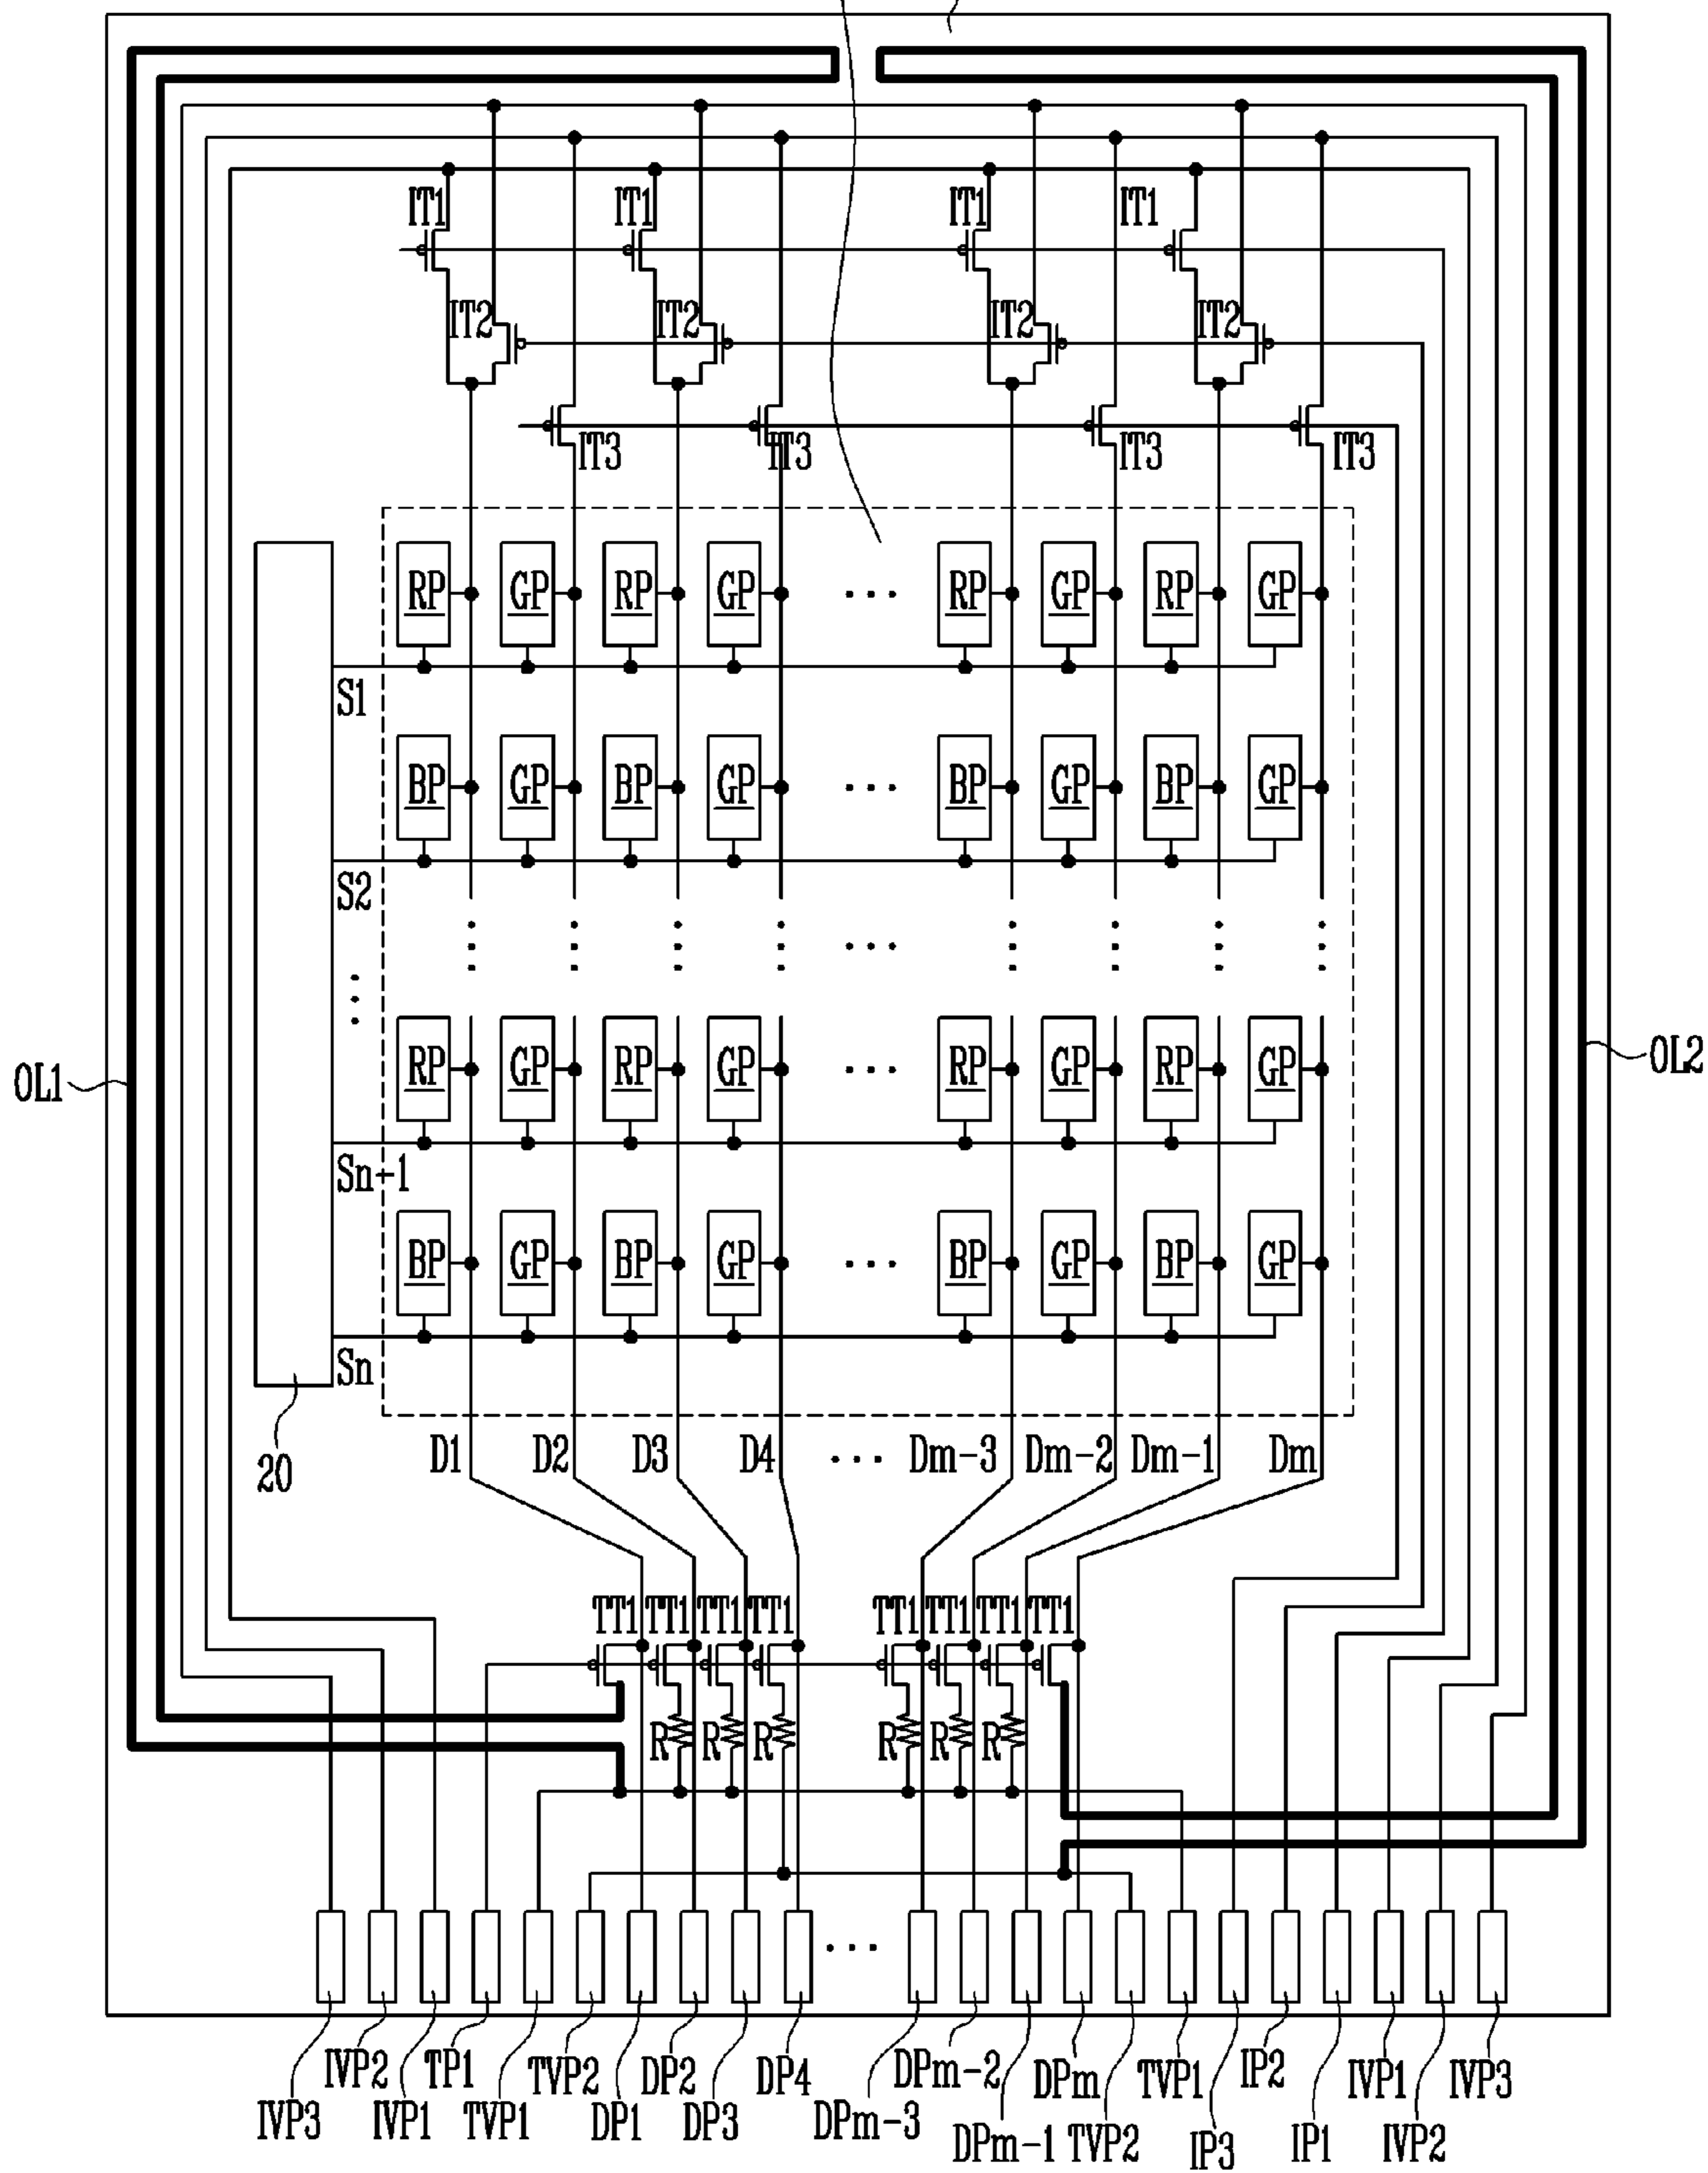 IT1 IT1 IT1 IT1
IT2 IT2 IT2 IT2
IT3 IT3 IT3 IT3
RP GP RP GP ... RP GP RP GP
S1
BP GP BP GP ... BP GP BP GP
S2
OL1 OL2
RP GP RP GP ... RP GP RP GP
Sn-1
BP GP BP GP ... BP GP BP GP
Sn
20
D1 D2 D3 D4 ... Dm-3 Dm-2 Dm-1 Dm
TT1 TT1 TT1 TT1 TT1 TT1 TT1 TT1
R R R R R R
...
IVP2 TP1 TVP2 DP2 DP4 DPm-2 DPm TVP1 IP2 IVP1 IVP3
IVP3 IVP1 TVP1 DP1 DP3 DPm-3 DPm-1 TVP2 IP3 IP1 IVP2